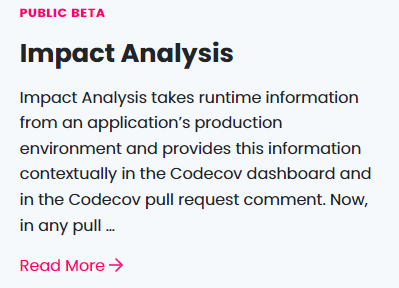 PUBLIC BETA
Impact Analysis
Impact Analysis takes runtime information
from an application’s production
environment and provides this information
contextually in the Codecov dashboard and
in the Codecov pull request comment. Now,
in any pull ...
Read More →